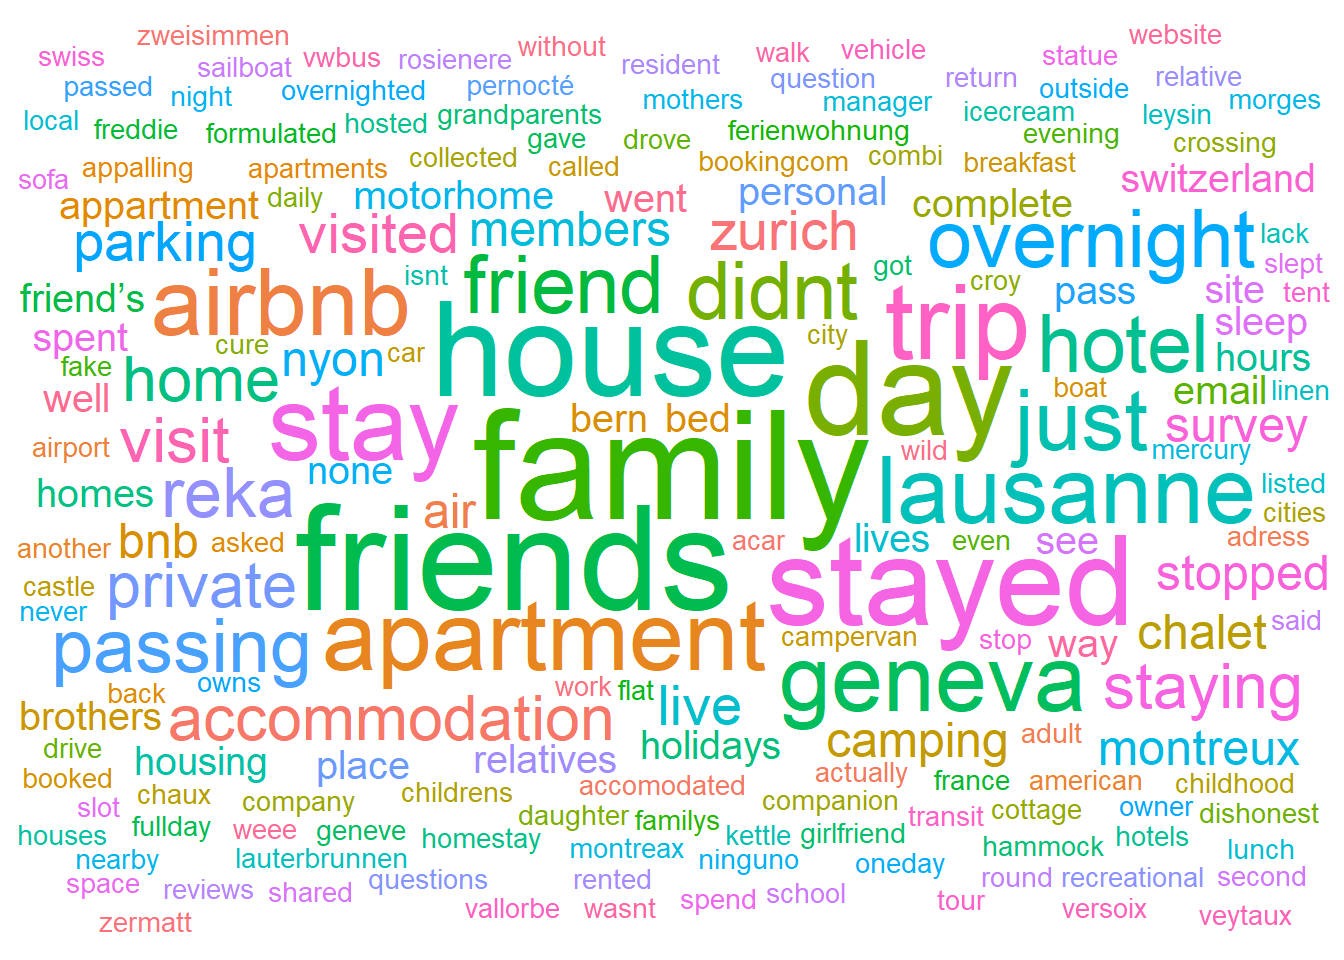 swiss zweisimmen vwbus rosienere without walk vehicle statue website
passed sailboat night overnighted pernocté resident mothers question manager return outside relative
local freddie formulated hosted grandparents gave drove ferienwohnung icecream evening leysin morges crossing
sofa appalling apartments collected called bookingcom combi breakfast switzerland
appartment daily motorhome went personal complete
parking visited members zurich overnight lack
isnt friend didnt got croy pass site slept tent
friend's airbnb house trip hotel sleep
spent cure nyon car city hours
fake home boat email linen
well stay family day just survey
airport visit bern bed wild mercury
none lausanne
homes reka air listed cities
another bnb asked friends acar lives even see adress
castle private stayed stopped
never passing apartment campervan stop way chalet said
back owns work flat geneva staying
brothers accommodation live
drive housing place relatives holidays camping adult montreux
booked chaux childrens accomodated actually france american childhood
slot company daughter familys companion transit cottage owner dishonest
houses fullday weee geneve homestay kettle girlfriend hammock hotels
nearby lauterbrunnen montreax ninguno oneday lunch
space reviews shared questions rented spend school round recreational second
zermatt vallorbe wasnt tour versoix veytaux